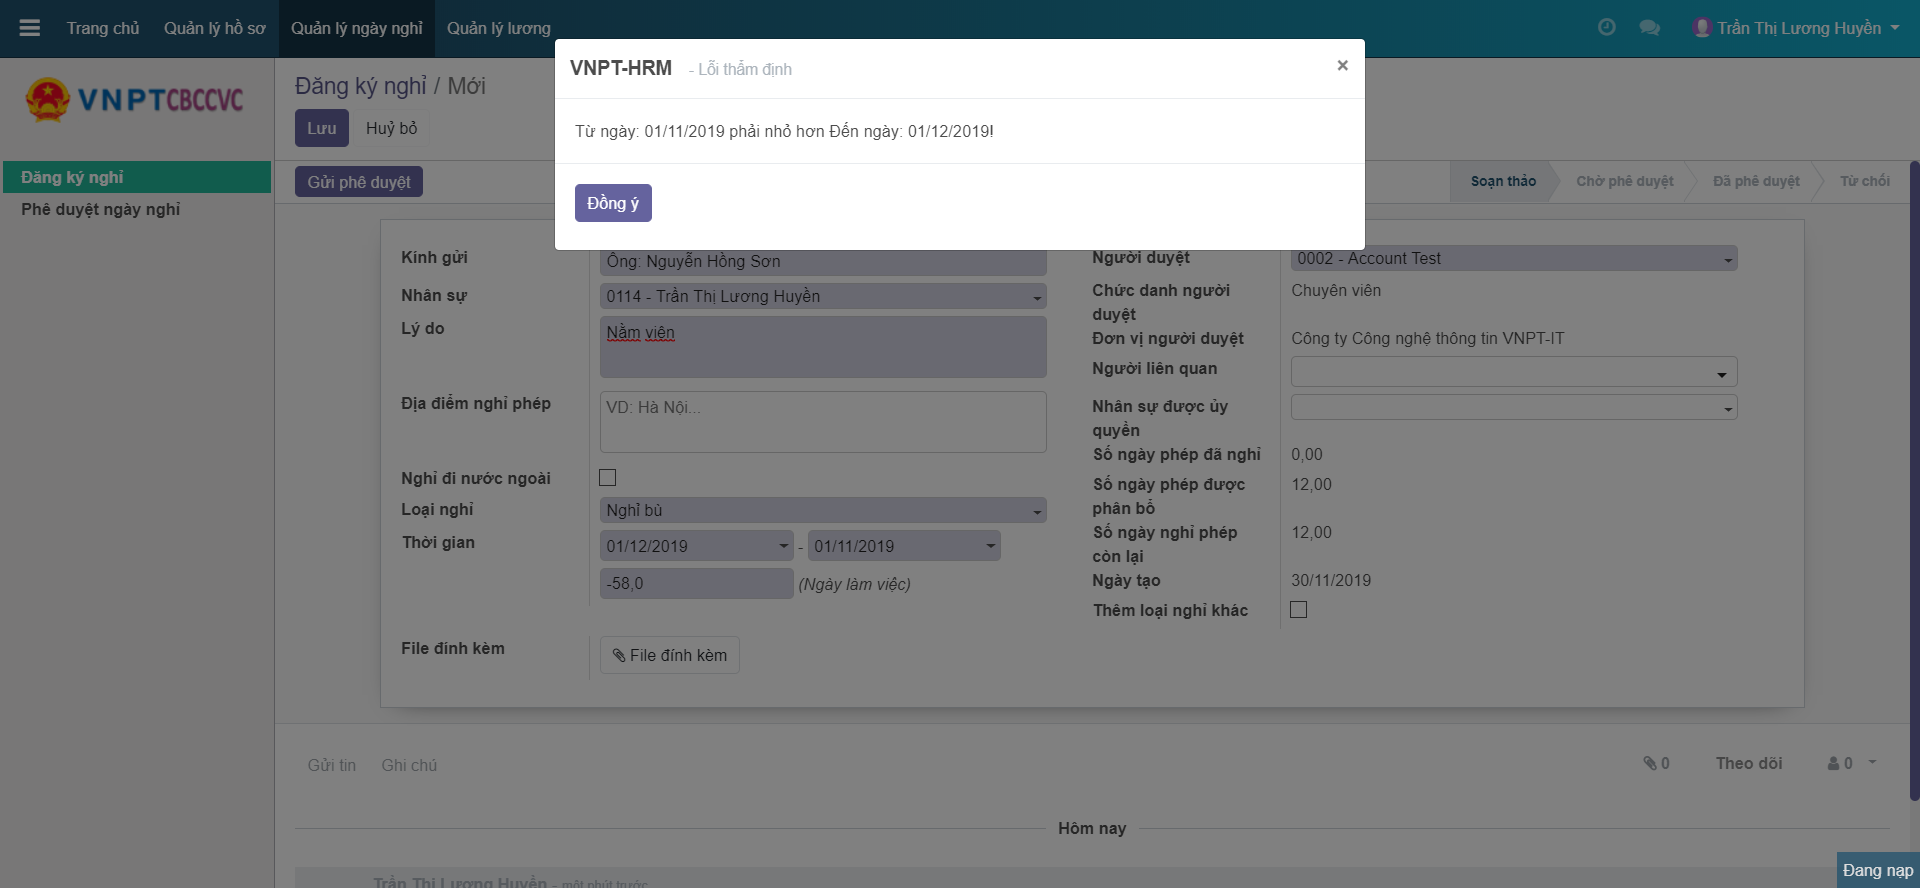 Trang chủ Quản lý hồ sơ Quản lý ngày nghỉ Quản lý lương Trần Thị Lương Huyền
VNPT-HRM - Lỗi thẩm định ×
Từ ngày: 01/11/2019 phải nhỏ hơn Đến ngày: 01/12/2019!
Đồng ý
VNPTCBCCVC
Đăng ký nghỉ
Phê duyệt ngày nghỉ
Đăng ký nghỉ / Mới
Lưu Huỷ bỏ
Gửi phê duyệt
Soạn thảo Chờ phê duyệt Đã phê duyệt Từ chối
Kính gửi Ông: Nguyễn Hồng Sơn
Nhân sự 0114 - Trần Thị Lương Huyền
Lý do Nằm viện
Địa điểm nghỉ phép VD: Hà Nội...
Nghỉ đi nước ngoài
Loại nghỉ Nghỉ bù
Thời gian 01/12/2019 - 01/11/2019
-58,0 (Ngày làm việc)
File đính kèm File đính kèm
Người duyệt 0002 - Account Test
Chức danh người
duyệt
Chuyên viên
Đơn vị người duyệt Công ty Công nghệ thông tin VNPT-IT
Người liên quan
Nhân sự được ủy
quyền
Số ngày phép đã nghỉ 0,00
Số ngày phép được
phân bổ
12,00
Số ngày nghỉ phép
còn lại
12,00
Ngày tạo 30/11/2019
Thêm loại nghỉ khác
Gửi tin Ghi chú 0 Theo dõi 0
Hôm nay
Trần Thị Lương Huyền - một phút trước
Đang nạp